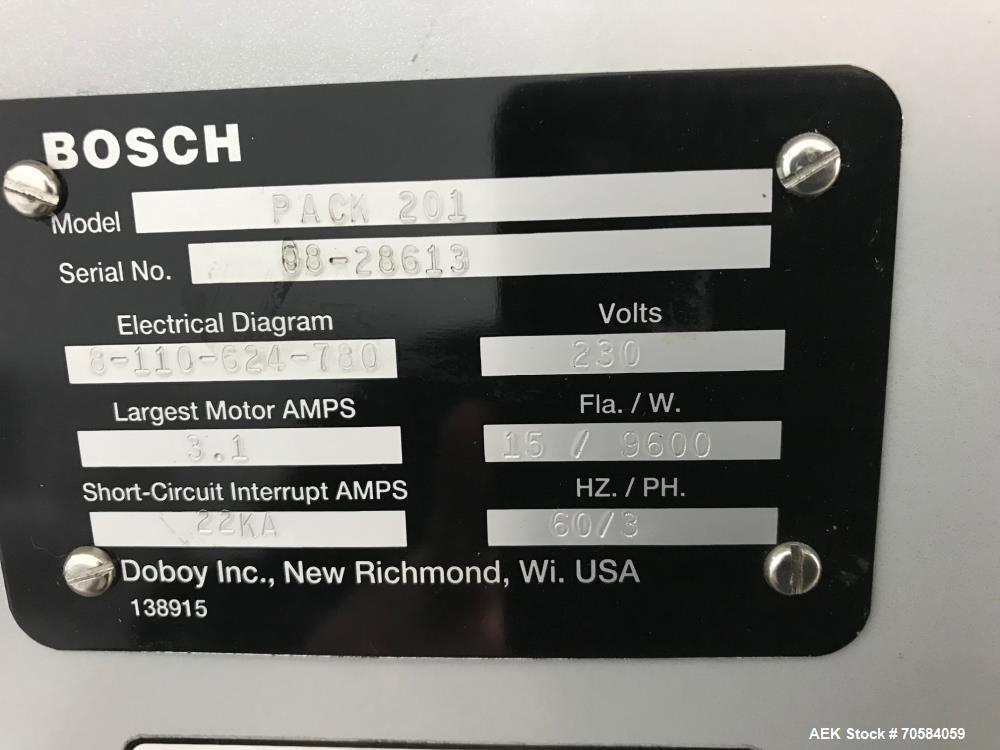 BOSCH
Model PACK 201
Serial No. 08-28613
Electrical Diagram
8-110-624-780
Volts
230
Largest Motor AMPS
3.1
Fla. / W.
15 / 9600
Short-Circuit Interrupt AMPS
22KA
HZ. / PH.
60/3
Doboy Inc., New Richmond, Wi. USA
138915
AEK Stock # 70584059